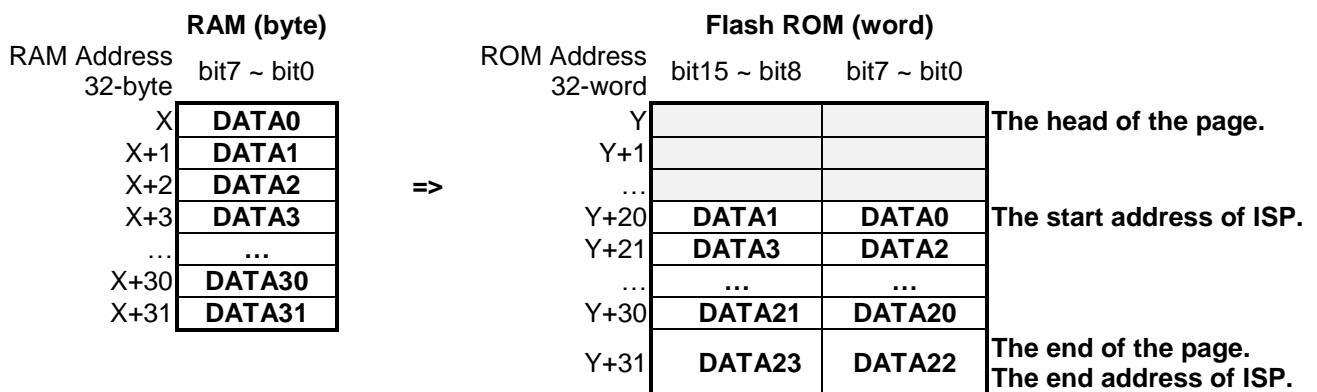 RAM (byte) Flash ROM (word)
RAM Address 32-byte bit7 ~ bit0 ROM Address 32-word bit15 ~ bit8 bit7 ~ bit0
X DATA0 Y The head of the page.
X+1 DATA1 Y+1
X+2 DATA2 => …
X+3 DATA3 Y+20 DATA1 DATA0 The start address of ISP.
… … Y+21 DATA3 DATA2
X+30 DATA30 … … …
X+31 DATA31 Y+30 DATA21 DATA20
Y+31 DATA23 DATA22 The end of the page.
The end address of ISP.